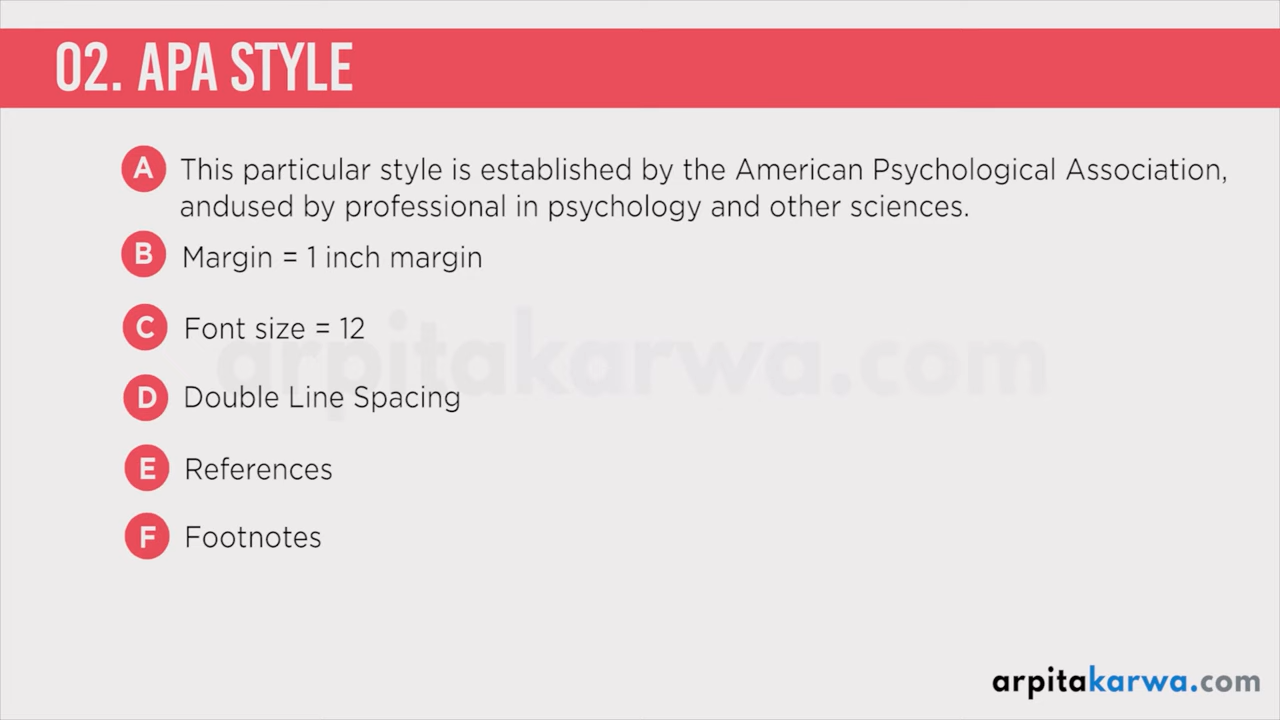 02. APA STYLE
A This particular style is established by the American Psychological Association,
andused by professional in psychology and other sciences.
B Margin = 1 inch margin
C Font size = 12
arpitakarwa.com
D Double Line Spacing
E References
F Footnotes
arpitakarwa.com